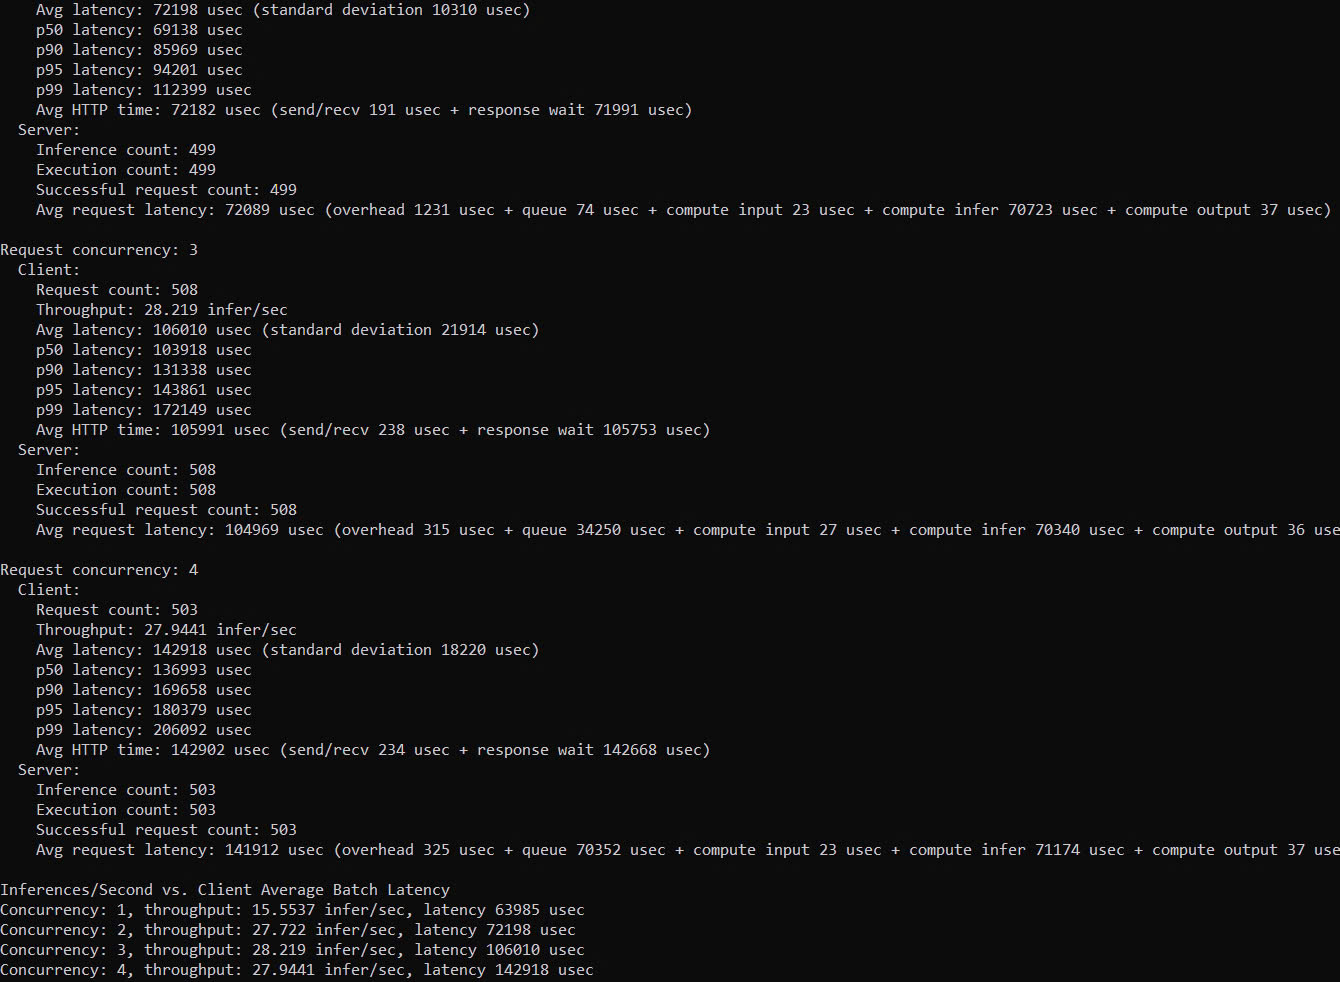 Avg latency: 72198 usec (standard deviation 10310 usec)
p50 latency: 69138 usec
p90 latency: 85969 usec
p95 latency: 94201 usec
p99 latency: 112399 usec
Avg HTTP time: 72182 usec (send/recv 191 usec + response wait 71991 usec)
Server:
Inference count: 499
Execution count: 499
Successful request count: 499
Avg request latency: 72089 usec (overhead 1231 usec + queue 74 usec + compute input 23 usec + compute infer 70723 usec + compute output 37 usec)
Request concurrency: 3
Client:
Request count: 508
Throughput: 28.219 infer/sec
Avg latency: 106010 usec (standard deviation 21914 usec)
p50 latency: 103918 usec
p90 latency: 131338 usec
p95 latency: 143861 usec
p99 latency: 172149 usec
Avg HTTP time: 105991 usec (send/recv 238 usec + response wait 105753 usec)
Server:
Inference count: 508
Execution count: 508
Successful request count: 508
Avg request latency: 104969 usec (overhead 315 usec + queue 34250 usec + compute input 27 usec + compute infer 70340 usec + compute output 36 use
Request concurrency: 4
Client:
Request count: 503
Throughput: 27.9441 infer/sec
Avg latency: 142918 usec (standard deviation 18220 usec)
p50 latency: 136993 usec
p90 latency: 169658 usec
p95 latency: 180379 usec
p99 latency: 206092 usec
Avg HTTP time: 142902 usec (send/recv 234 usec + response wait 142668 usec)
Server:
Inference count: 503
Execution count: 503
Successful request count: 503
Avg request latency: 141912 usec (overhead 325 usec + queue 70352 usec + compute input 23 usec + compute infer 71174 usec + compute output 37 use
Inferences/Second vs. Client Average Batch Latency
Concurrency: 1, throughput: 15.5537 infer/sec, latency 63985 usec
Concurrency: 2, throughput: 27.722 infer/sec, latency 72198 usec
Concurrency: 3, throughput: 28.219 infer/sec, latency 106010 usec
Concurrency: 4, throughput: 27.9441 infer/sec, latency 142918 usec